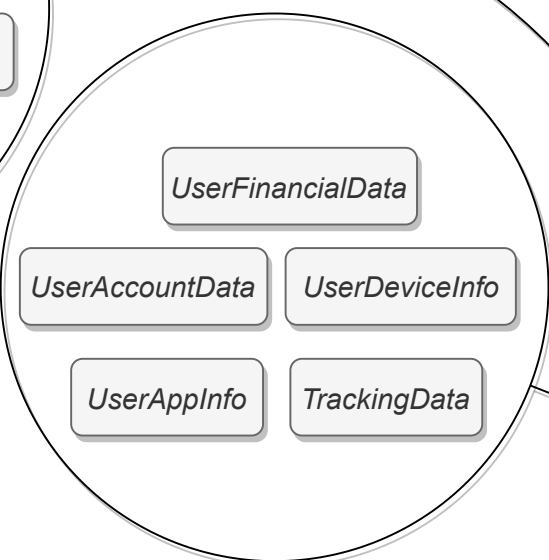 UserFinancialData
UserAccountData
UserDeviceInfo
UserAppInfo
TrackingData